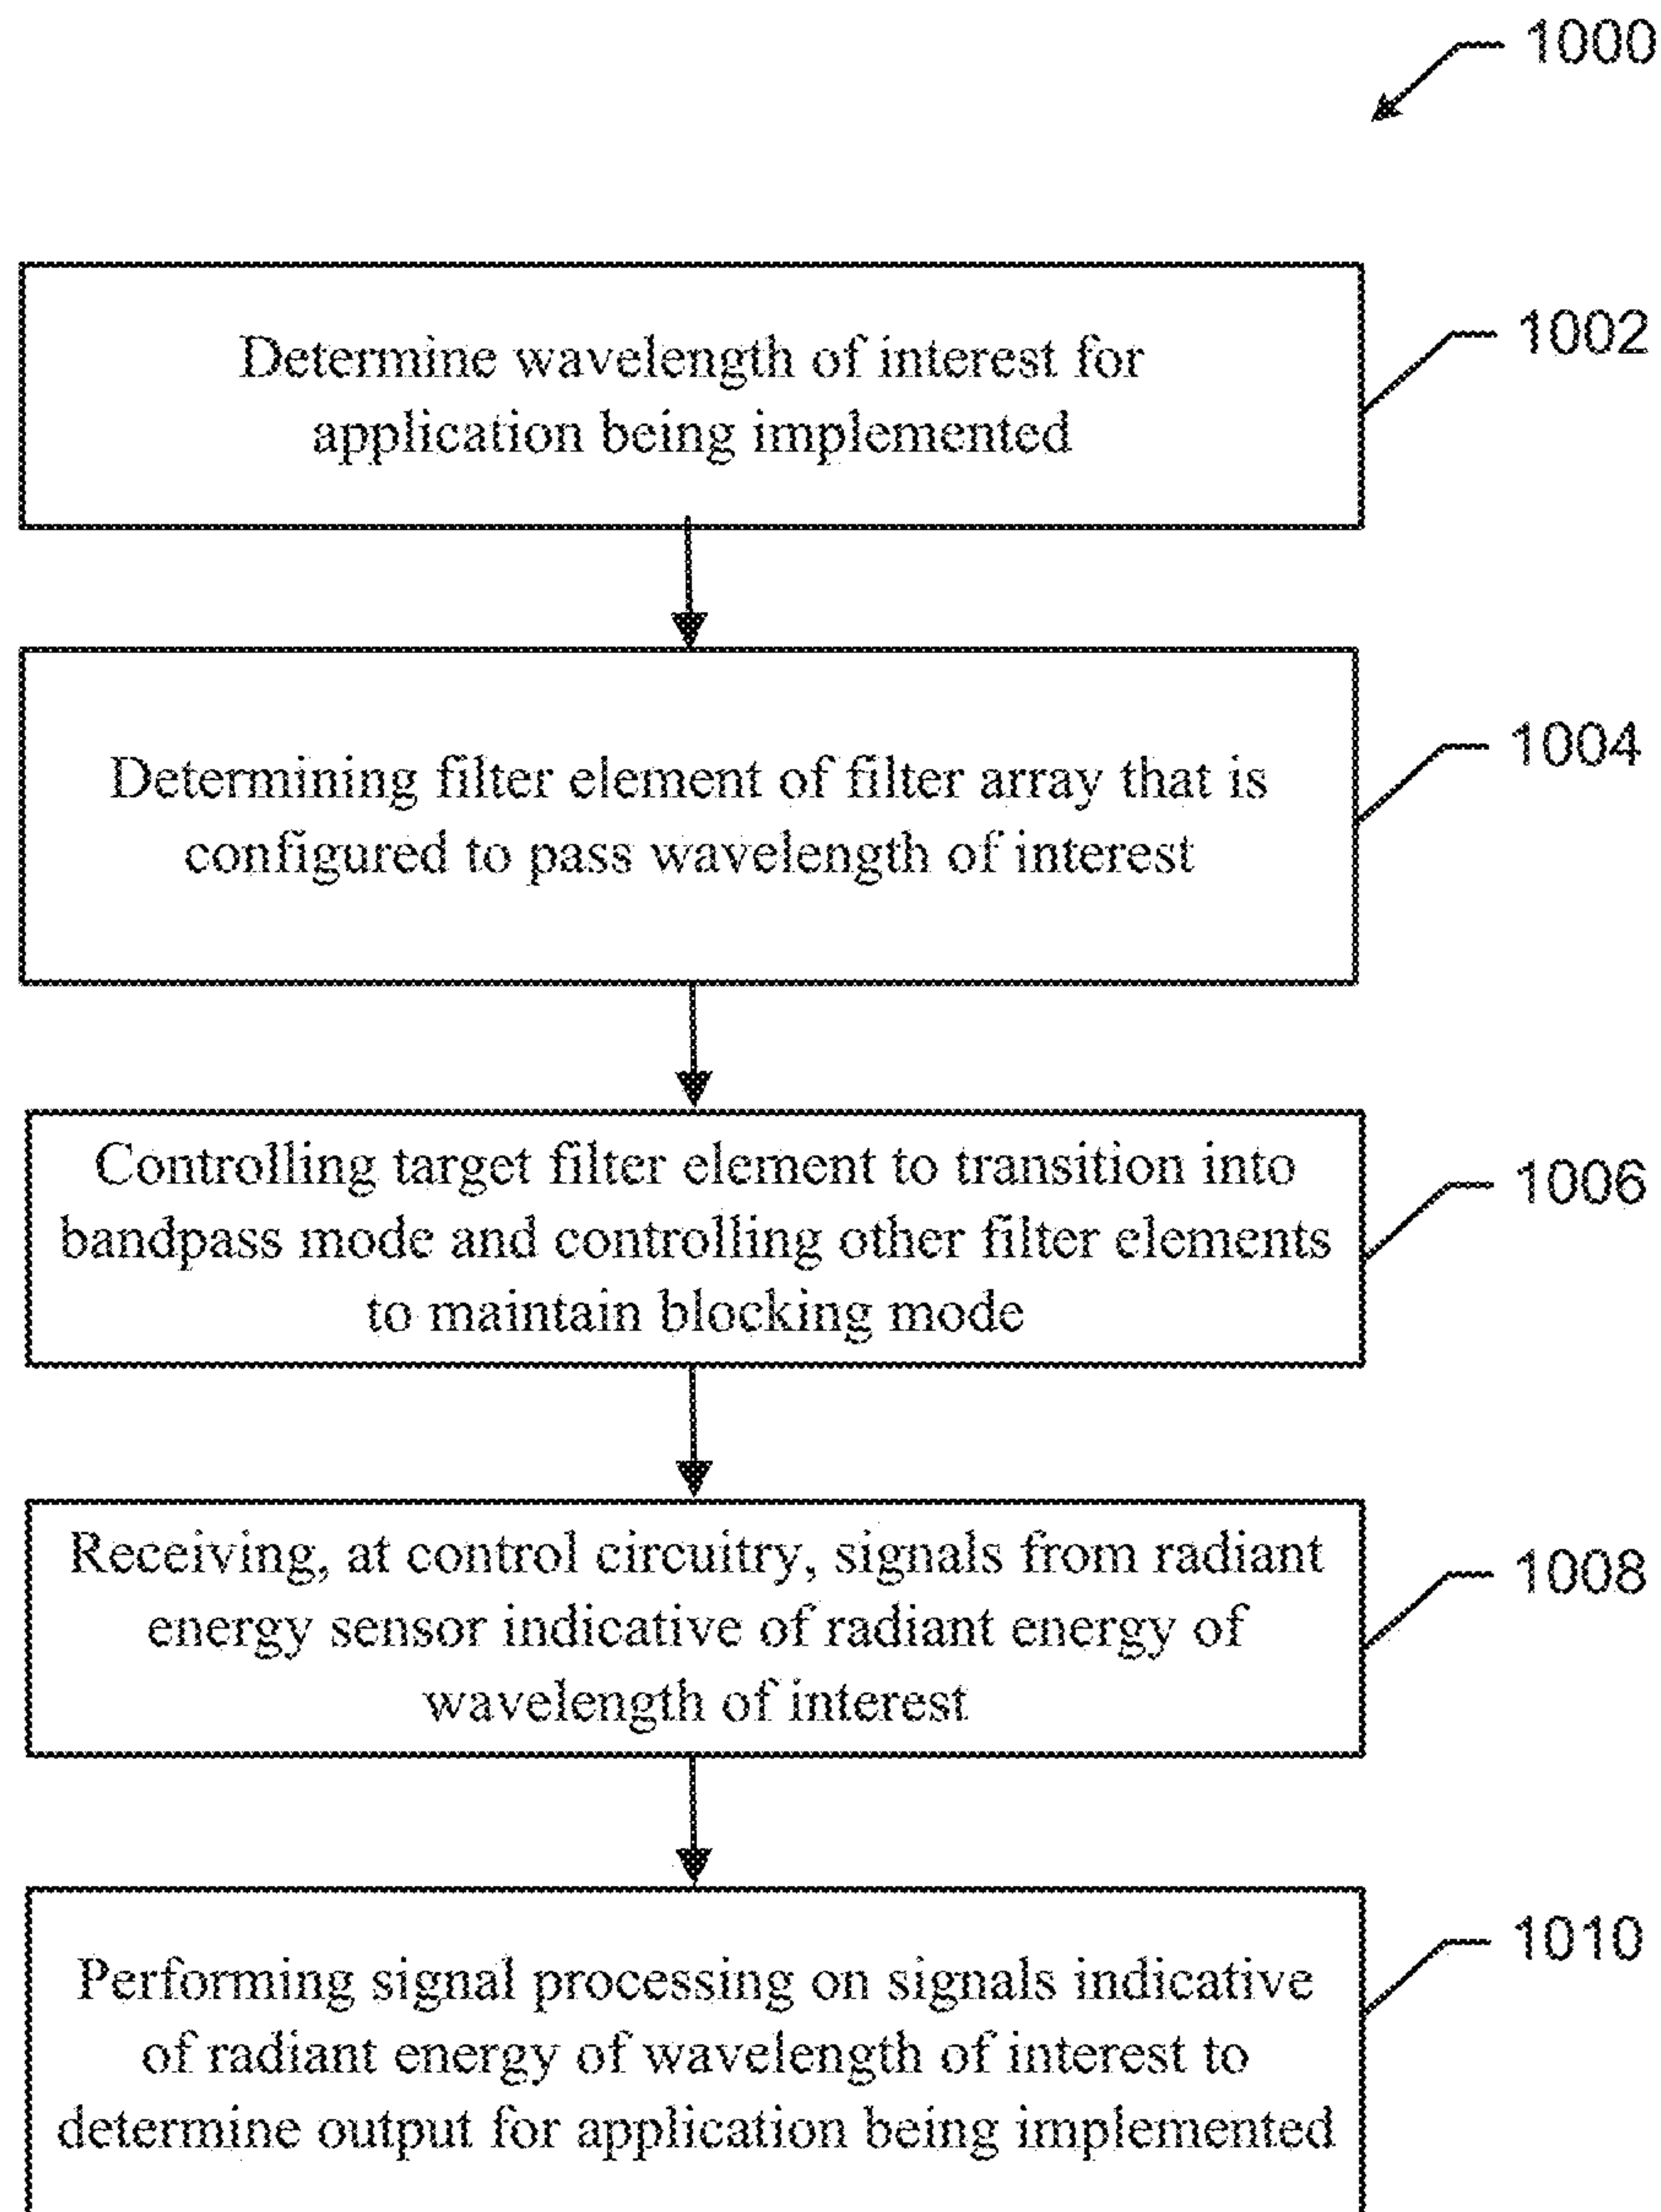 1000
Determine wavelength of interest for
application being implemented
1002
Determining filter element of filter array that is
configured to pass wavelength of interest
1004
Controlling target filter element to transition into
bandpass mode and controlling other filter elements
to maintain blocking mode
1006
Receiving, at control circuitry, signals from radiant
energy sensor indicative of radiant energy of
wavelength of interest
1008
Performing signal processing on signals indicative
of radiant energy of wavelength of interest to
determine output for application being implemented
1010